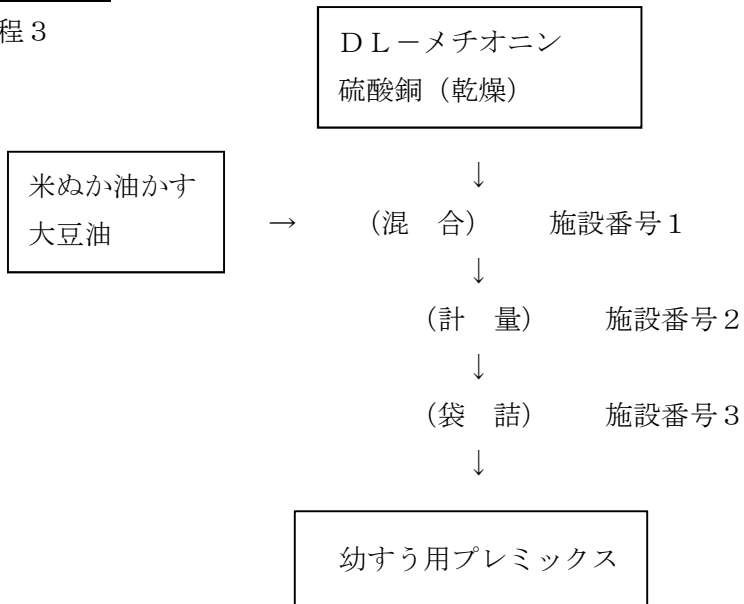 程３
ＤＬ－メチオニン
硫酸銅（乾燥）
↓
米ぬか油かす
大豆油
→ （混　合）　施設番号１
↓
（計　量）　施設番号２
↓
（袋　詰）　施設番号３
↓
幼すう用プレミックス